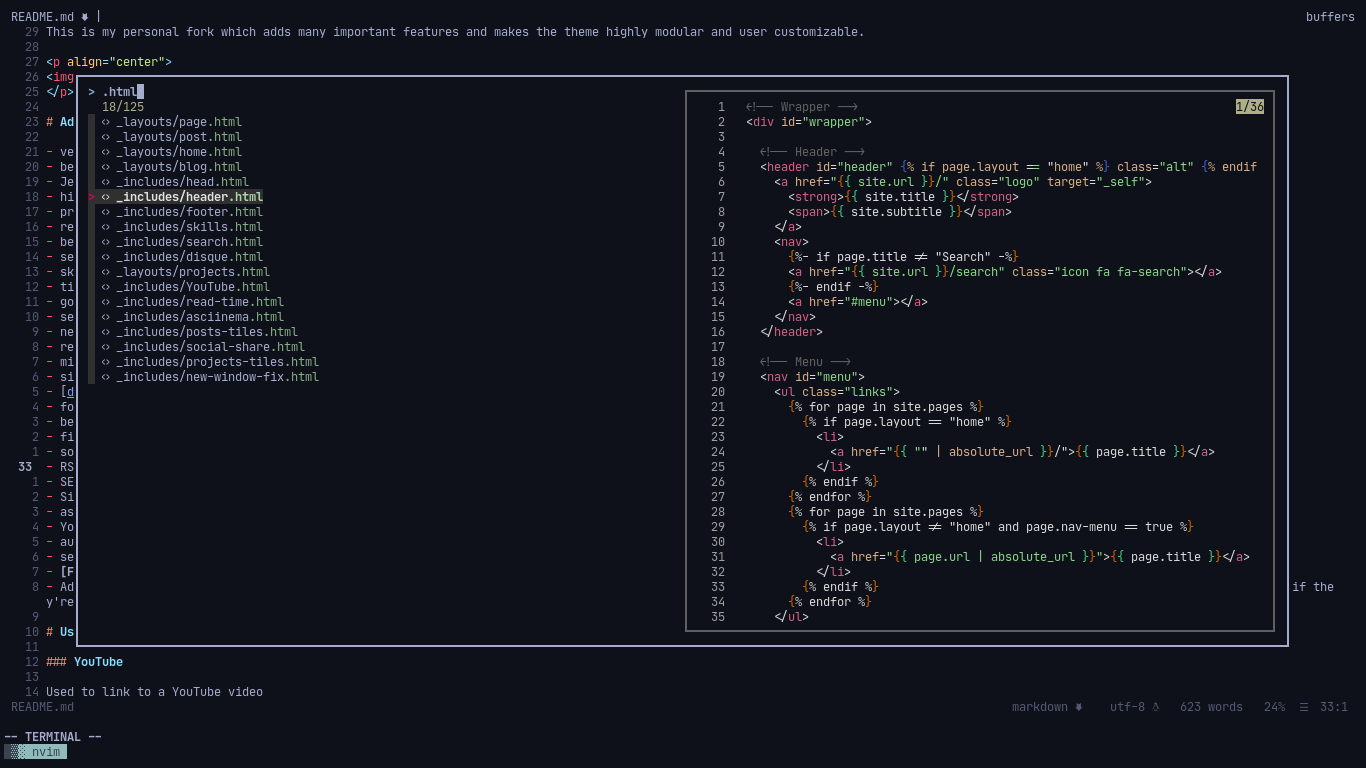 README.md |
buffers
29 This is my personal fork which adds many important features and makes the theme highly modular and user customizable.
28
27 <p align="center">
26 <img
25 </p>
24
23 # Ad
22
21 - ve
20 - be
19 - Je
18 - hi
17 - pr
16 - re
15 - be
14 - se
13 - sk
12 - ti
11 - go
10 - se
9 - ne
8 - re
7 - mi
6 - si
5 - [d
4 - fo
3 - be
2 - fi
1 - so
33 - RS
1 - SE
2 - Si
3 - as
4 - Yo
5 - au
6 - se
7 - [F
8 - Ad
if the
y're
9
10 # Us
11
12 ### YouTube
13
14 Used to link to a YouTube video
> .html
18/125
<> _layouts/page.html
<> _layouts/post.html
<> _layouts/home.html
<> _layouts/blog.html
<> _includes/head.html
> <> _includes/header.html
<> _includes/footer.html
<> _includes/skills.html
<> _includes/search.html
<> _includes/disque.html
<> _layouts/projects.html
<> _includes/YouTube.html
<> _includes/read-time.html
<> _includes/asciinema.html
<> _includes/posts-tiles.html
<> _includes/social-share.html
<> _includes/projects-tiles.html
<> _includes/new-window-fix.html
1/36
1 <!-- Wrapper -->
2 <div id="wrapper">
3
4 <!-- Header -->
5 <header id="header" {% if page.layout == "home" %} class="alt" {% endif
6 <a href="{{ site.url }}/" class="logo" target="_self">
7 <strong>{{ site.title }}</strong>
8 <span>{{ site.subtitle }}</span>
9 </a>
10 <nav>
11 {%- if page.title != "Search" -%}
12 <a href="{{ site.url }}/search" class="icon fa fa-search"></a>
13 {%- endif -%}
14 <a href="#menu"></a>
15 </nav>
16 </header>
17
18 <!-- Menu -->
19 <nav id="menu">
20 <ul class="links">
21 {% for page in site.pages %}
22 {% if page.layout == "home" %}
23 <li>
24 <a href="{{ "" | absolute_url }}/">{{ page.title }}</a>
25 </li>
26 {% endif %}
27 {% endfor %}
28 {% for page in site.pages %}
29 {% if page.layout != "home" and page.nav-menu == true %}
30 <li>
31 <a href="{{ page.url | absolute_url }}">{{ page.title }}</a>
32 </li>
33 {% endif %}
34 {% endfor %}
35 </ul>
README.md
markdown utf-8 623 words 24% ☰ 33:1
-- TERMINAL --
nvim